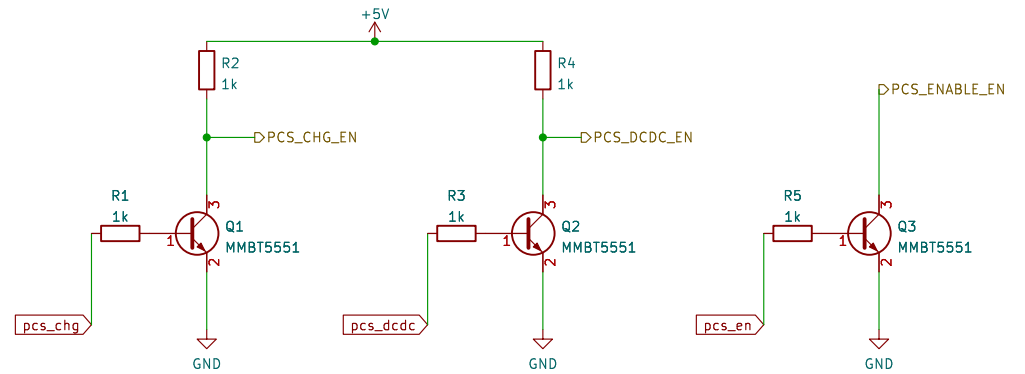 +5V
R2
1k
R4
1k
PCS_ENABLE_EN
PCS_CHG_EN
PCS_DCDC_EN
R1
1k
3
Q1
MMBT5551
1
2
R3
1k
3
Q2
MMBT5551
1
2
R5
1k
3
Q3
MMBT5551
1
2
pcs_chg
pcs_dcdc
pcs_en
GND
GND
GND